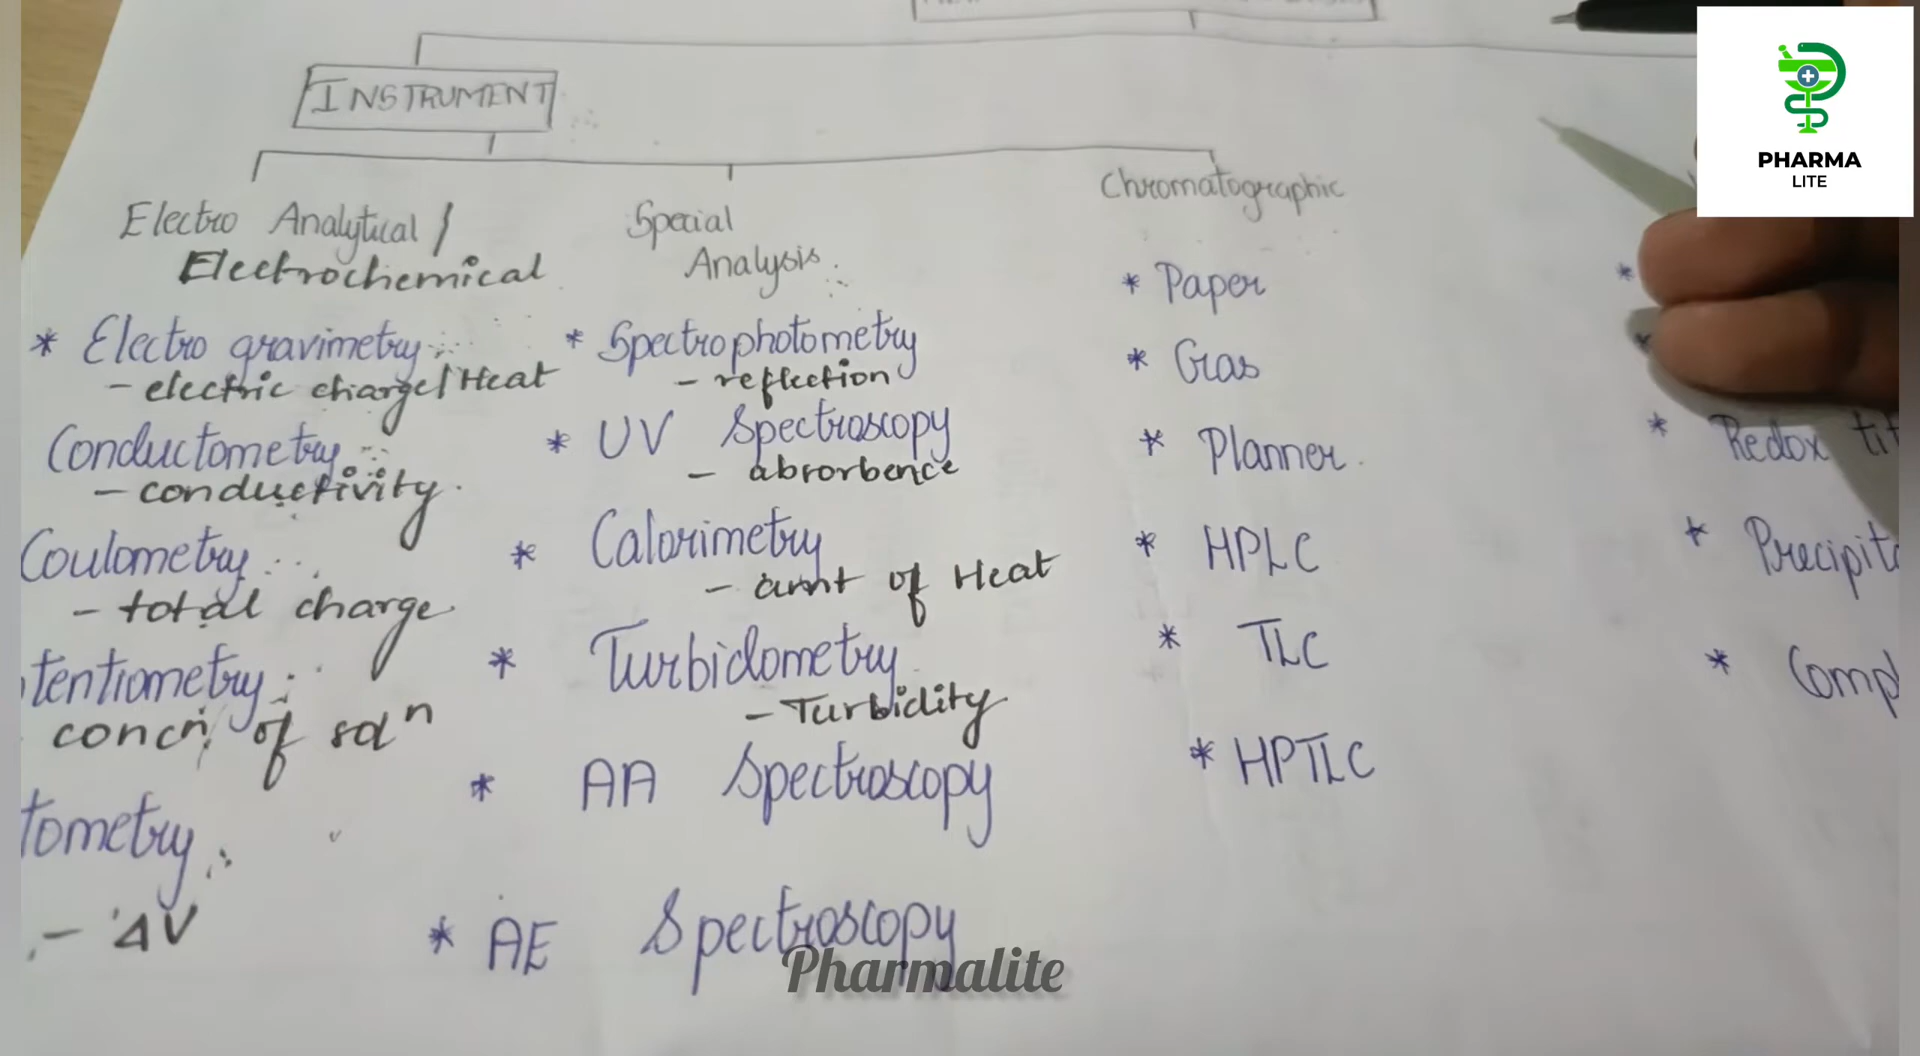 INSTRUMENT
Electro Analytical /
Electrochemical
* Electro gravimetry
- electric charge/Heat
Conductometry
- conductivity.
Coulometry
- total charge
tentiometry
concn of solⁿ
tometry
- ΔV
Special
Analysis.
* Spectrophotometry
- reflection
* UV Spectroscopy
- abrorbence
* Calorimetry
- amt of Heat
* Turbidometry
- Turbidity
* AA Spectroscopy
* AE Spectroscopy
Chromatographic
* Paper
* Gas
* Planner.
* HPLC
* TLC
* HPTLC
*
* Redox tit
* Precipita
* Comp
PHARMA
LITE
Pharmalite